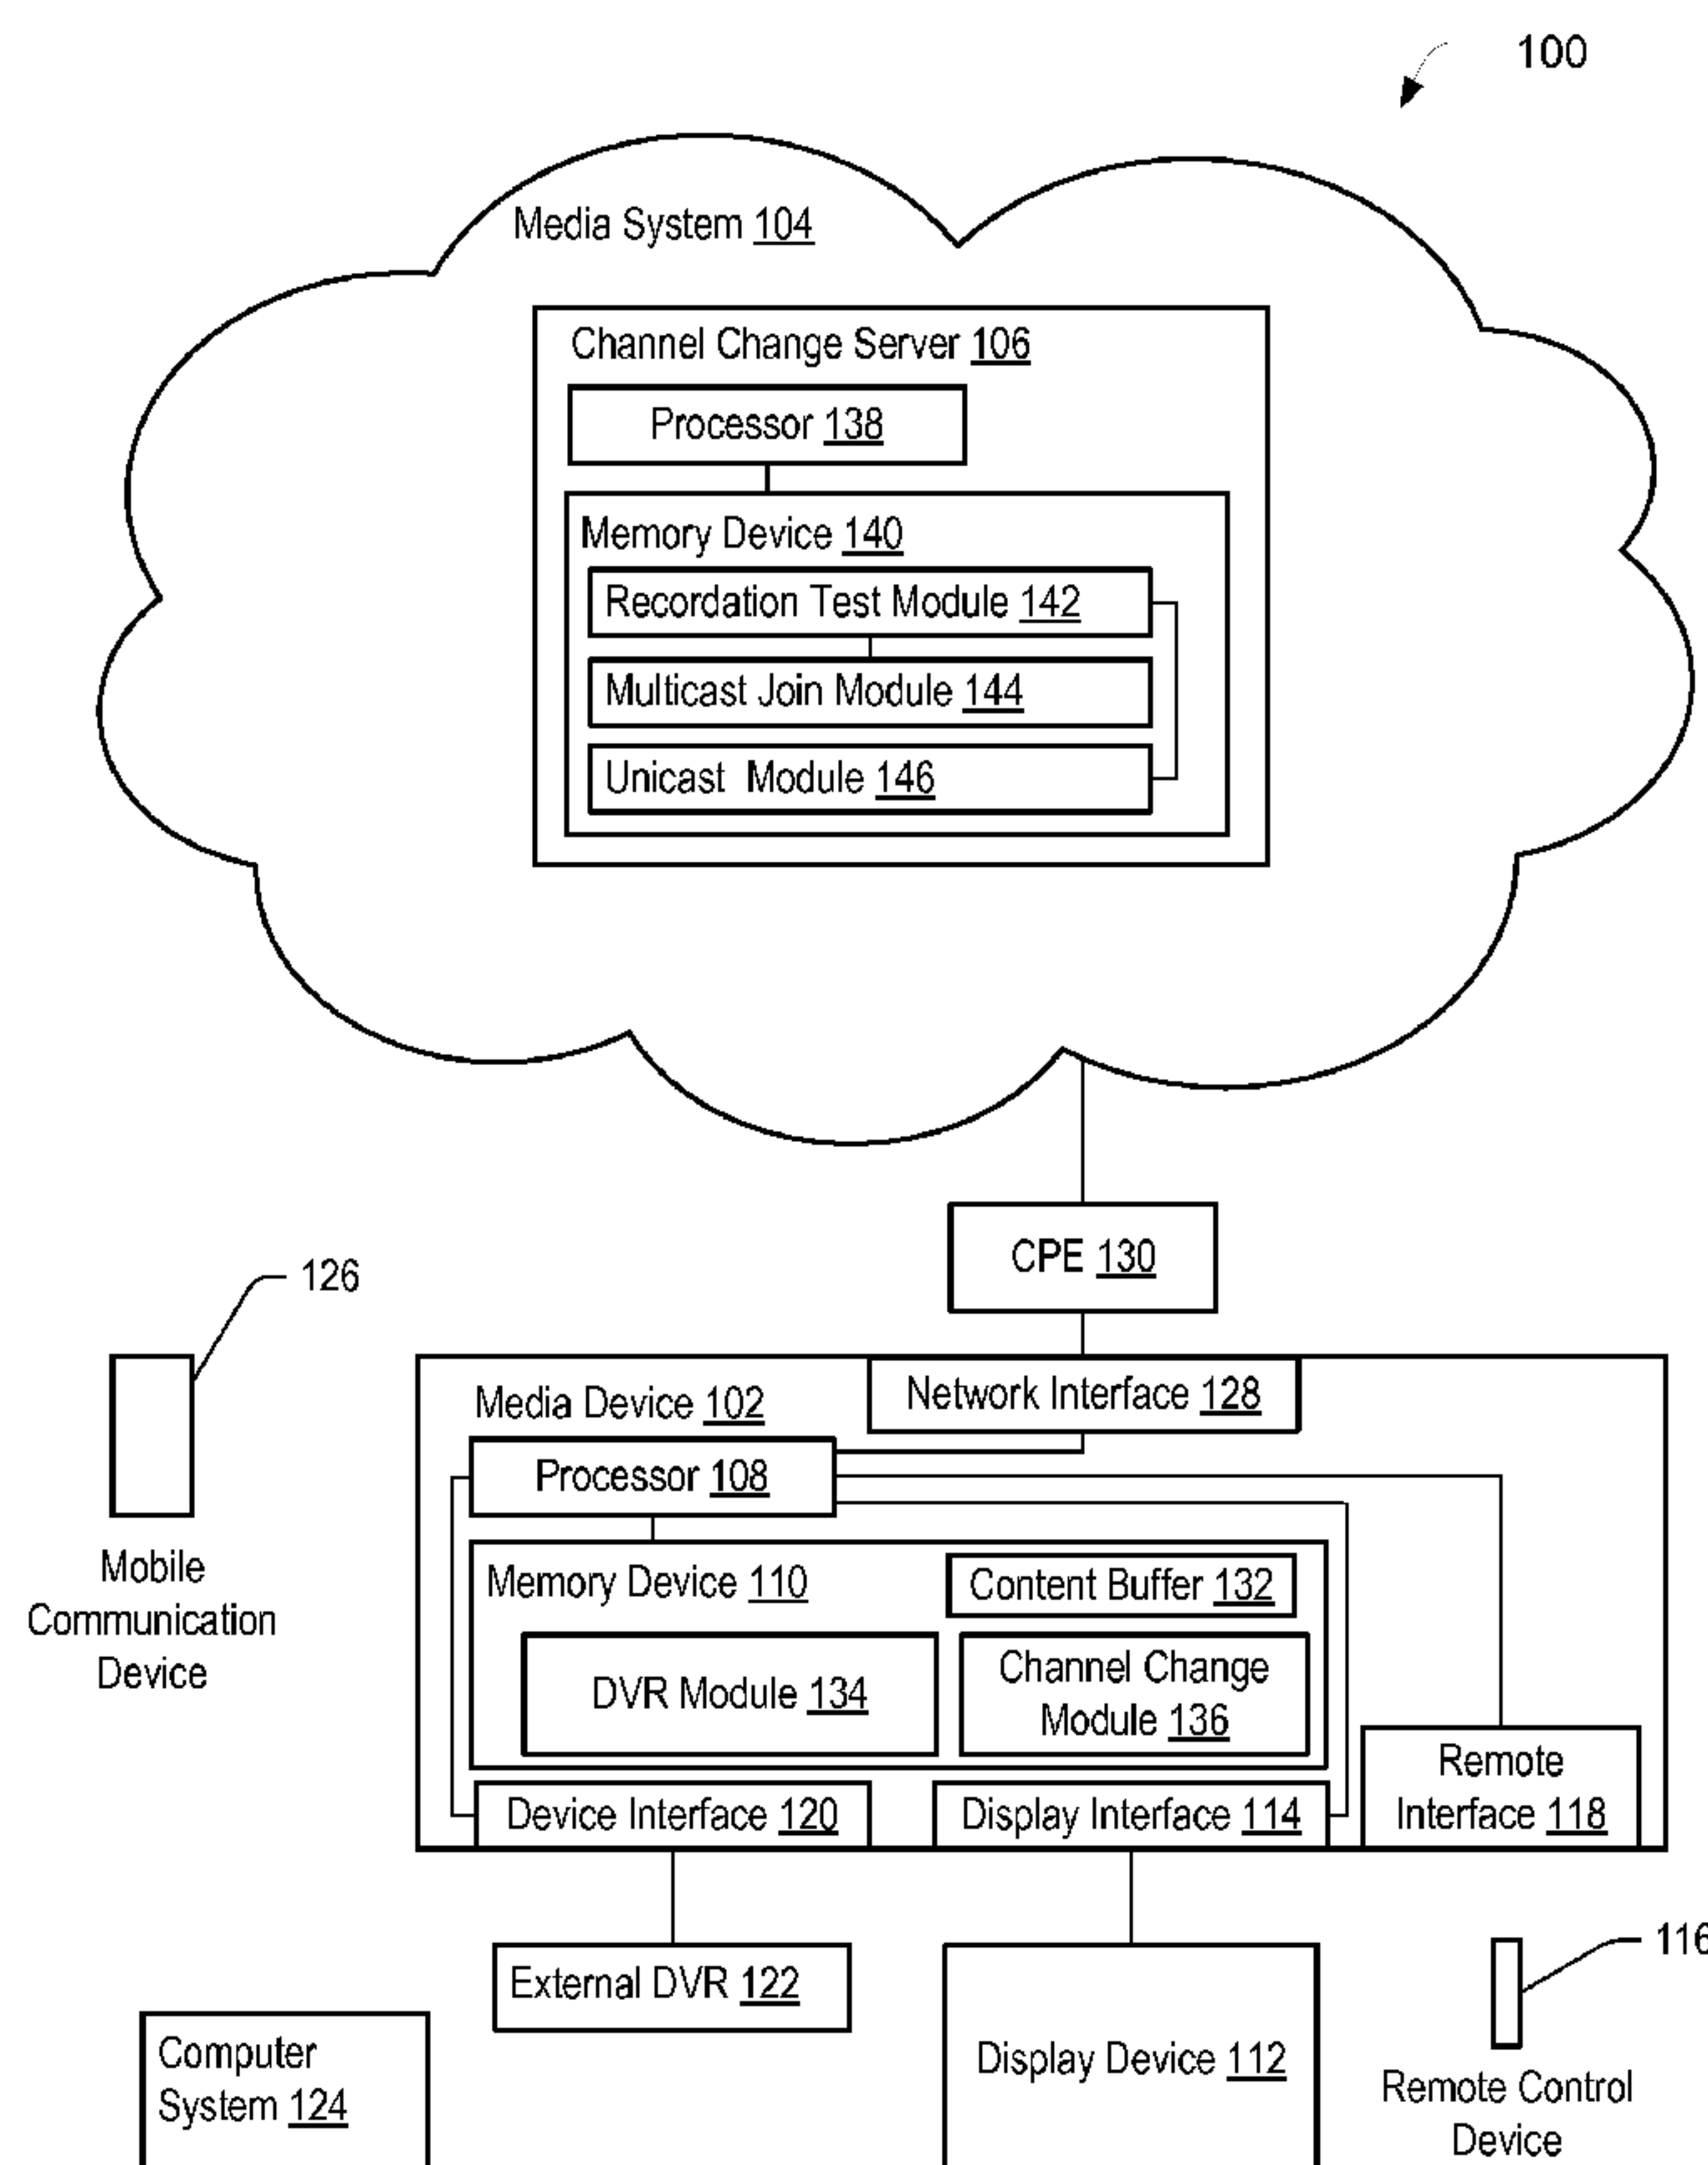 100
Media System 104
Channel Change Server 106
Processor 138
Memory Device 140
Recordation Test Module 142
Multicast Join Module 144
Unicast Module 146
CPE 130
126
Mobile
Communication
Device
Media Device 102
Network Interface 128
Processor 108
Memory Device 110
Content Buffer 132
DVR Module 134
Channel Change
Module 136
Device Interface 120
Display Interface 114
Remote
Interface 118
External DVR 122
116
Computer
System 124
Display Device 112
Remote Control
Device